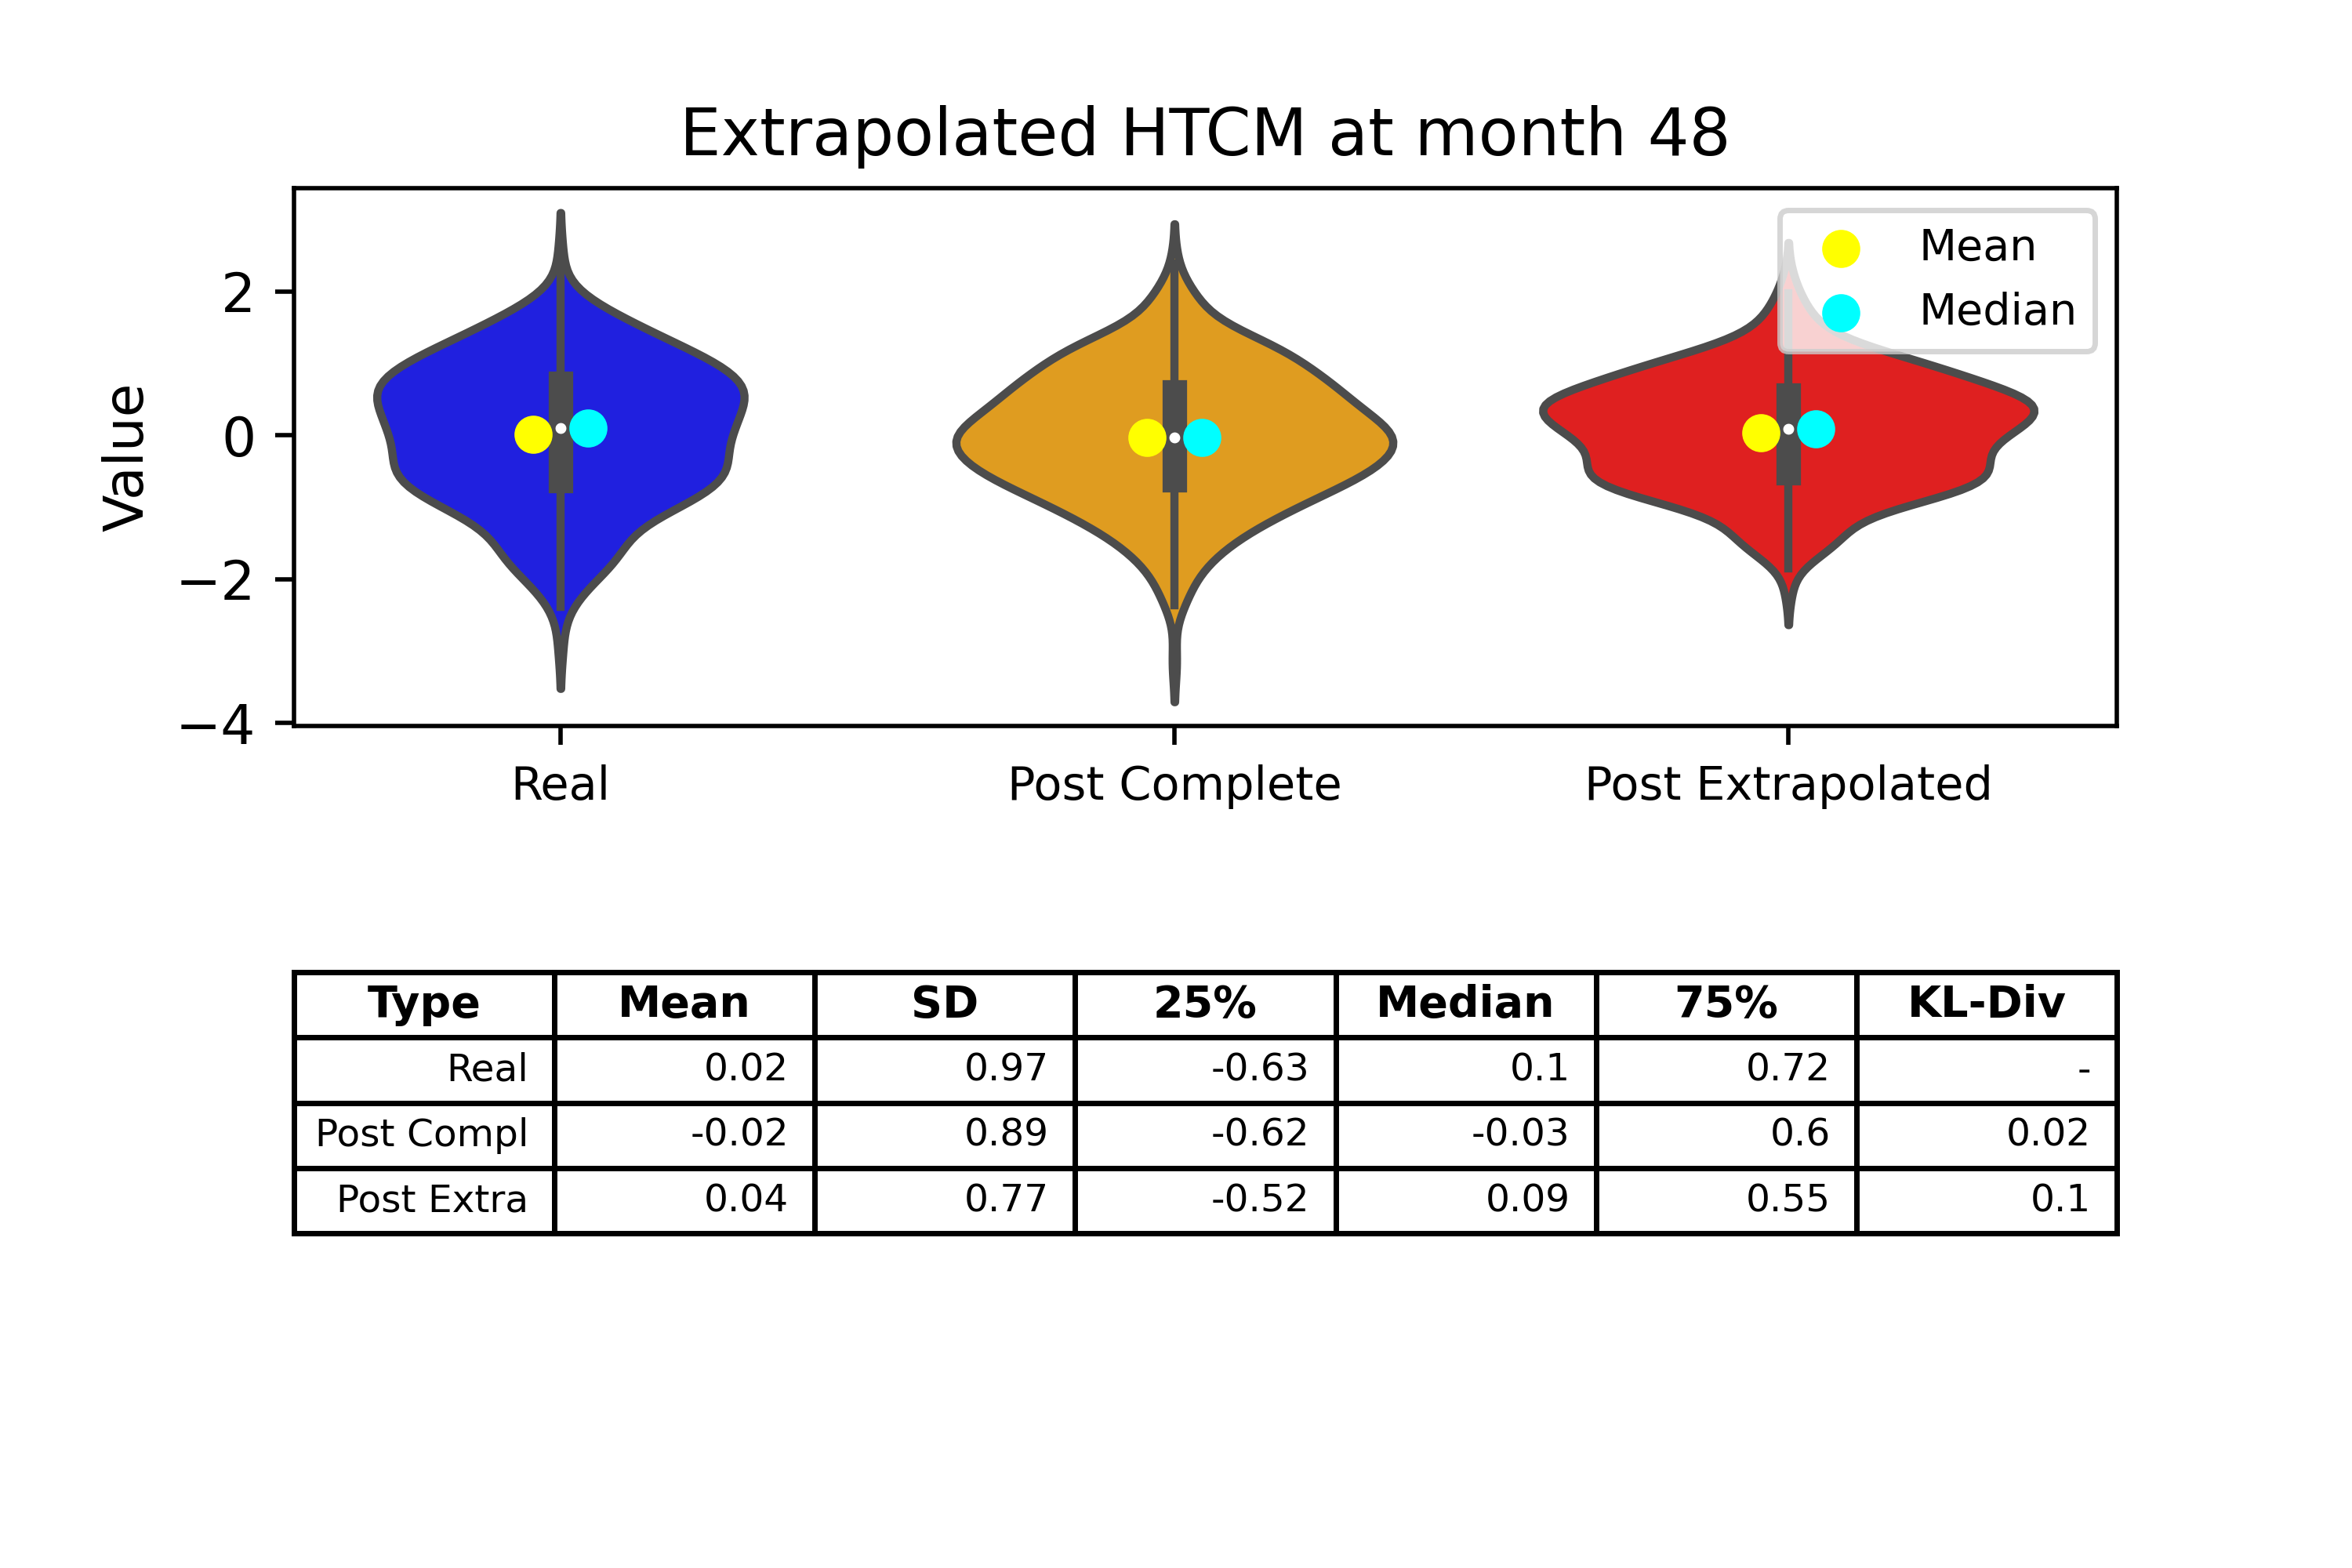 Extrapolated HTCM at month 48
Mean
Median
Value
2
0
−2
−4
Real Post Complete Post Extrapolated
Type Mean SD 25% Median 75% KL-Div
Real 0.02 0.97 -0.63 0.1 0.72 -
Post Compl -0.02 0.89 -0.62 -0.03 0.6 0.02
Post Extra 0.04 0.77 -0.52 0.09 0.55 0.1